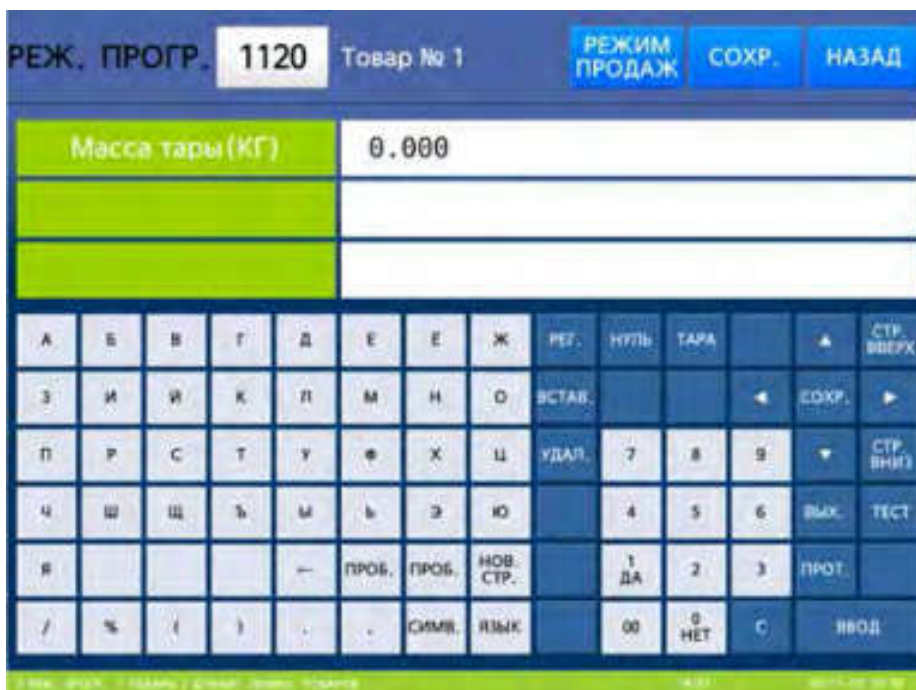 РЕЖ. ПРОГР. 1120 Товар № 1 РЕЖИМ ПРОДАЖ СОХР. НАЗАД
Масса тары(КГ) 0.000
А Б В Г Д Е Ё Ж РЕГ. НУЛЬ ТАРА ▲ СТР. ВВЕРХ
З И Й К Л М Н О ВСТАВ. ◀ СОХР. ▶
П Р С Т У Ф Х Ц УДАЛ. 7 8 9 ▼ СТР. ВНИЗ
Ч Ш Щ Ъ Ы Ь Э Ю 4 5 6 ВЫХ. ТЕСТ
Я ← ПРОБ. ПРОБ. НОВ. СТР. 1 ДА 2 3 ПРОТ.
/ % ( ) . , СИМВ. ЯЗЫК 00 0 НЕТ С ВВОД